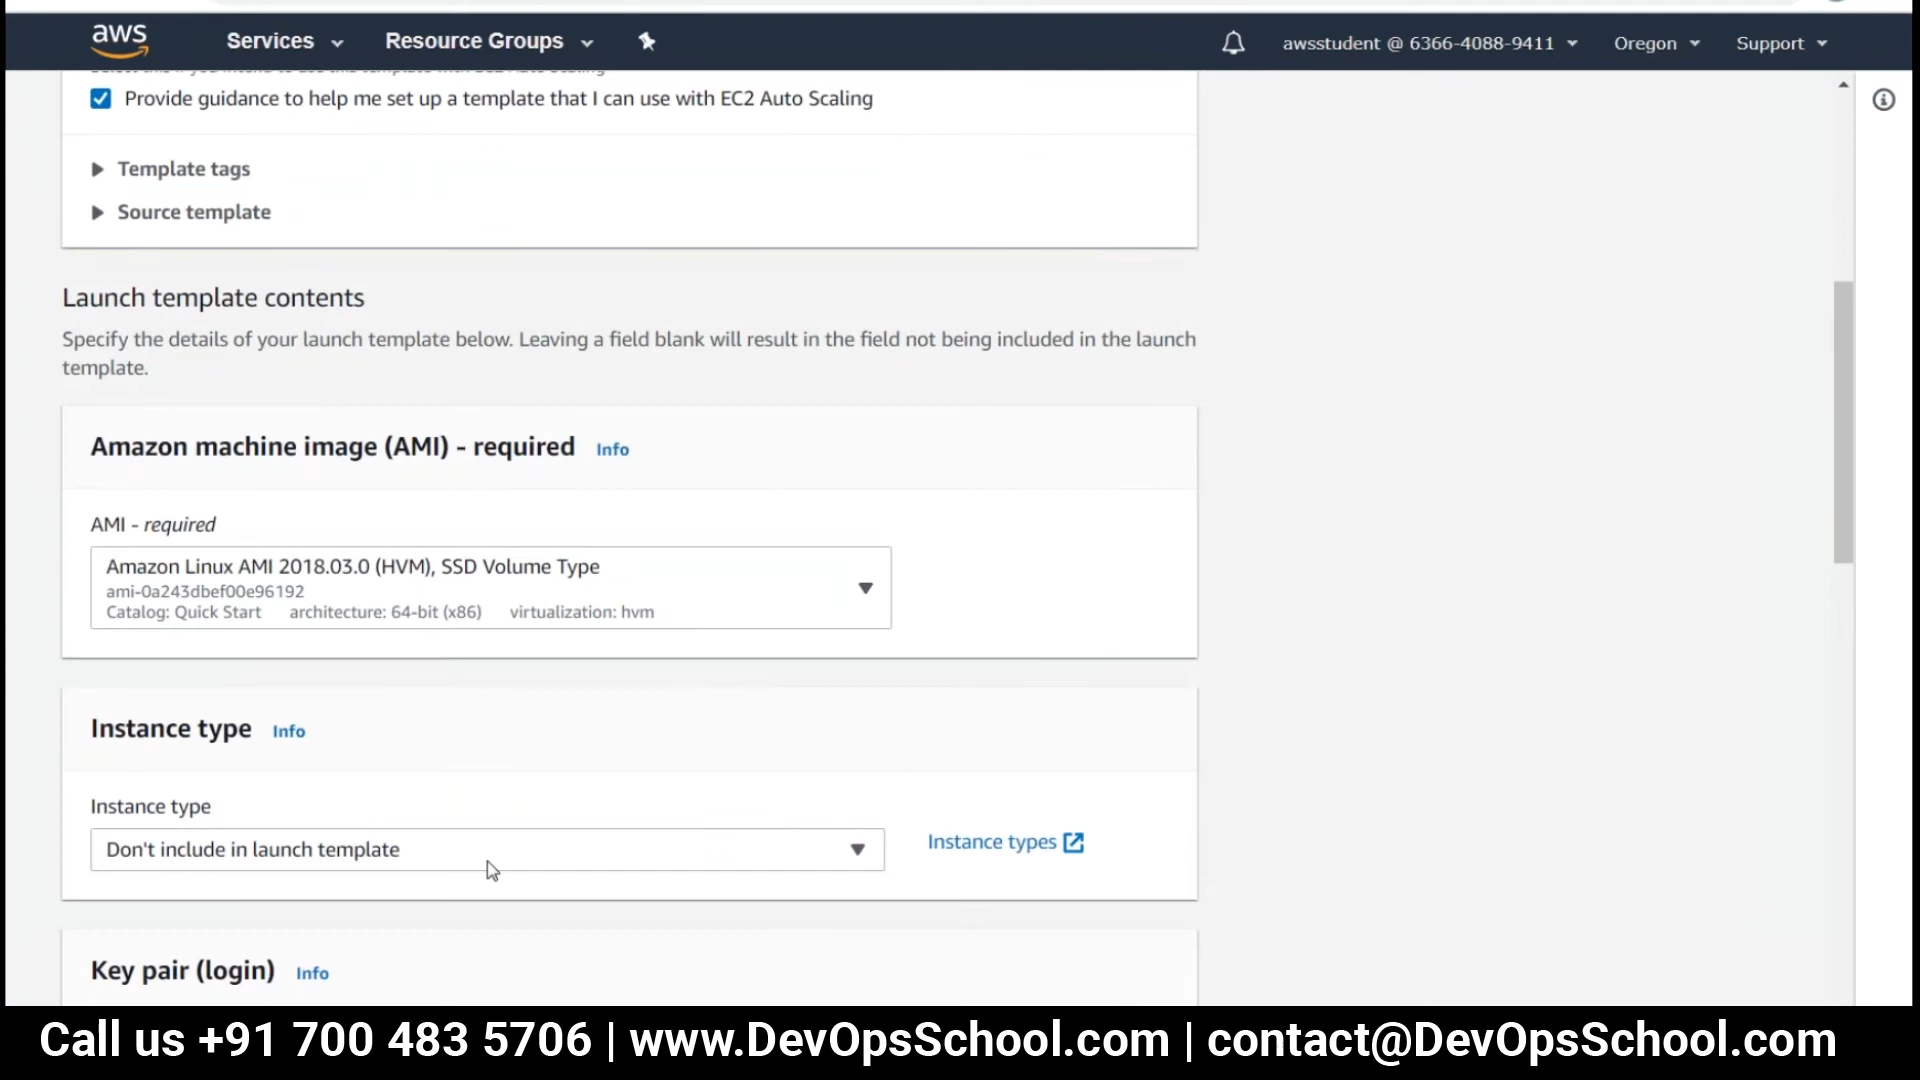 aws
Services
Resource Groups
awsstudent @ 6366-4088-9411
Oregon
Support
Provide guidance to help me set up a template that I can use with EC2 Auto Scaling
Template tags
Source template
Launch template contents
Specify the details of your launch template below. Leaving a field blank will result in the field not being included in the launch
template.
Amazon machine image (AMI) - required Info
AMI - required
Amazon Linux AMI 2018.03.0 (HVM), SSD Volume Type
ami-0a243dbef00e96192
Catalog: Quick Start architecture: 64-bit (x86) virtualization: hvm
Instance type Info
Instance type
Don't include in launch template
Instance types
Key pair (login) Info
Call us +91 700 483 5706 | www.DevOpsSchool.com | contact@DevOpsSchool.com